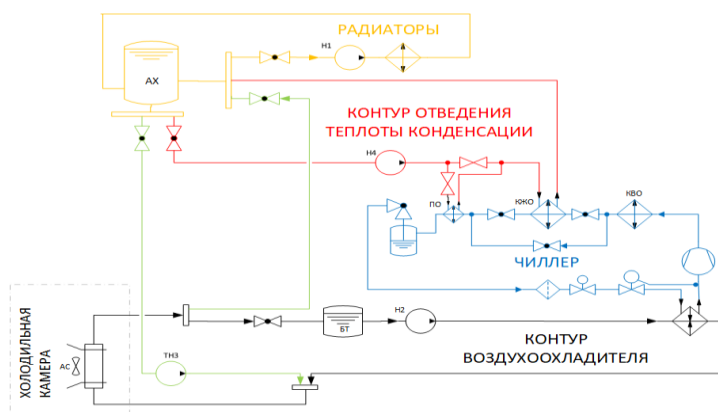 РАДИАТОРЫ
Н1
АХ
КОНТУР ОТВЕДЕНИЯ
ТЕПЛОТЫ КОНДЕНСАЦИИ
Н4
ПО
КЖО
КВО
ЧИЛЛЕР
ХОЛОДИЛЬНАЯ
КАМЕРА
АС
БТ
Н2
КОНТУР
ВОЗДУХООХЛАДИТЕЛЯ
ТН3